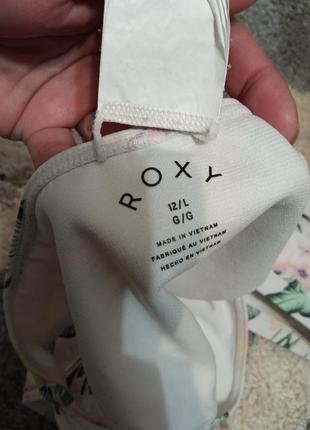 ROXY
12/L
G/G
MADE IN VIETNAM
FABRIQUÉ AU VIETNAM
HECHO EN VIETNAM